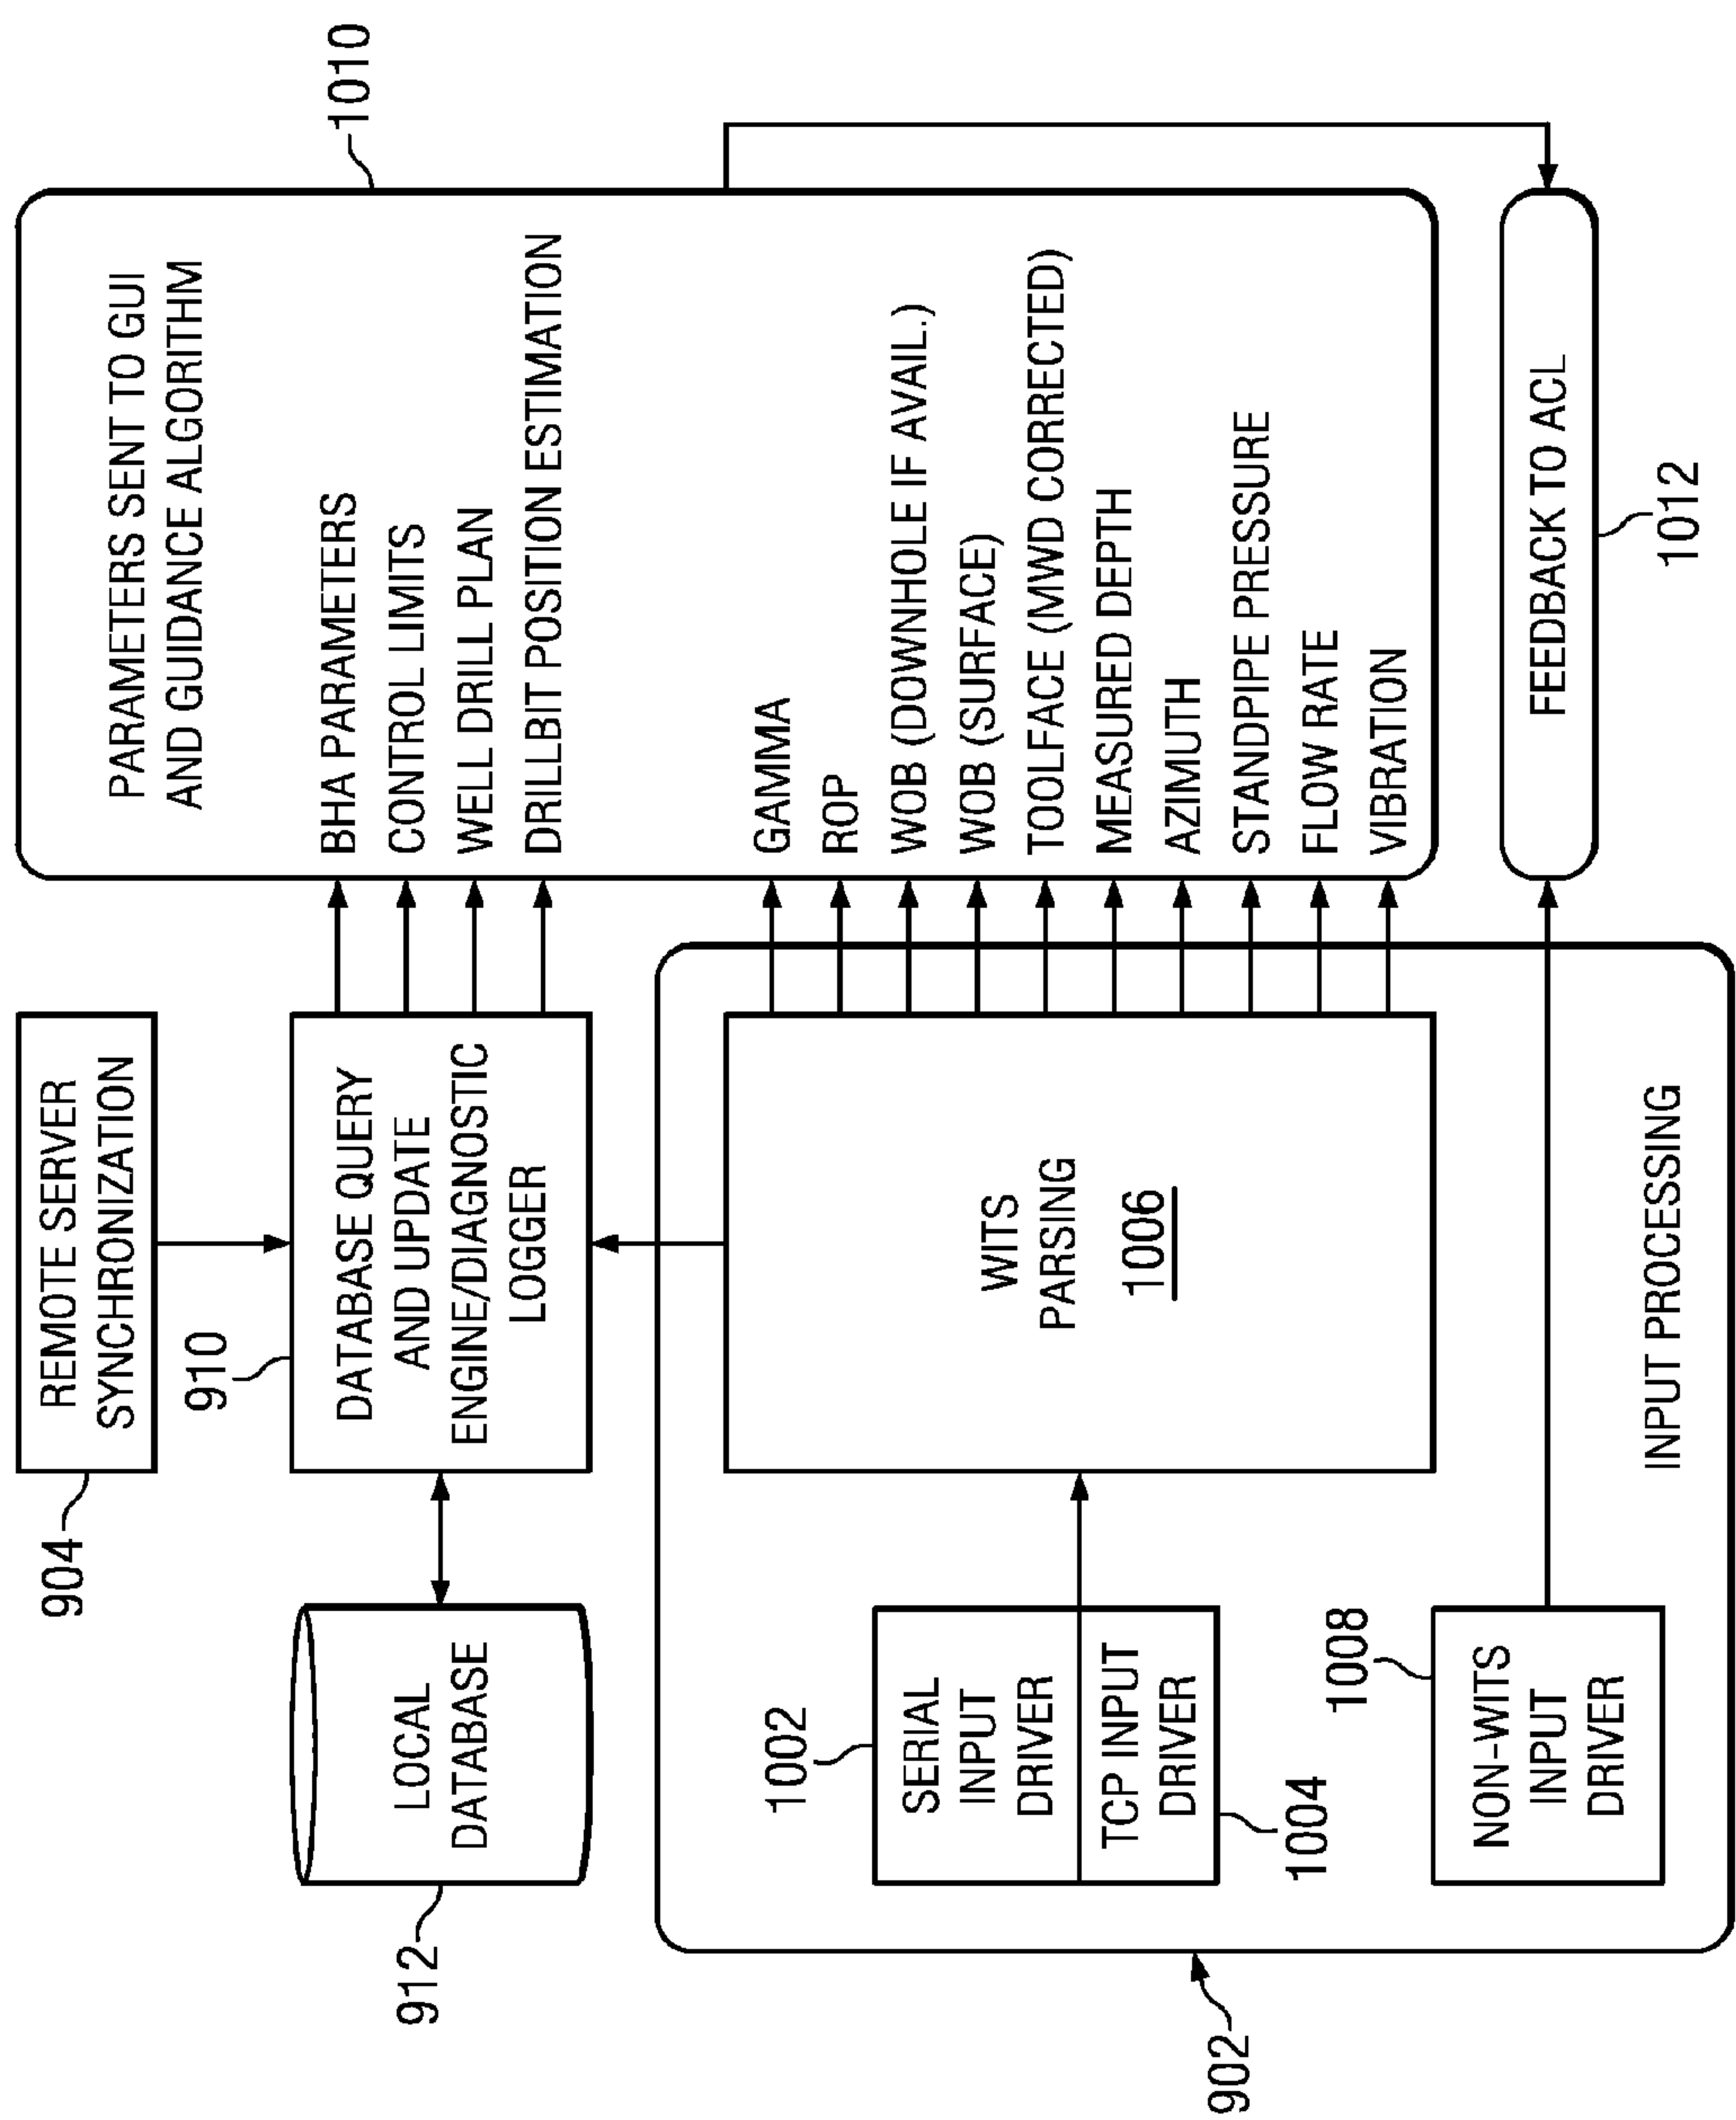 904
REMOTE SERVER
SYNCHRONIZATION
910
912
LOCAL
DATABASE
DATABASE QUERY
AND UPDATE
ENGINE/DIAGNOSTIC
LOGGER
1010
PARAMETERS SENT TO GUI
AND GUIDANCE ALGORITHM
BHA PARAMETERS
CONTROL LIMITS
WELL DRILL PLAN
DRILLBIT POSITION ESTIMATION
GAMMA
ROP
WOB (DOWNHOLE IF AVAIL.)
WOB (SURFACE)
TOOLFACE (MWD CORRECTED)
MEASURED DEPTH
AZIMUTH
STANDPIPE PRESSURE
FLOW RATE
VIBRATION
902
1002
SERIAL
INPUT
DRIVER
TCP INPUT
DRIVER
1004
WITS
PARSING
1006
1008
NON-WITS
INPUT
DRIVER
INPUT PROCESSING
FEEDBACK TO ACL
1012